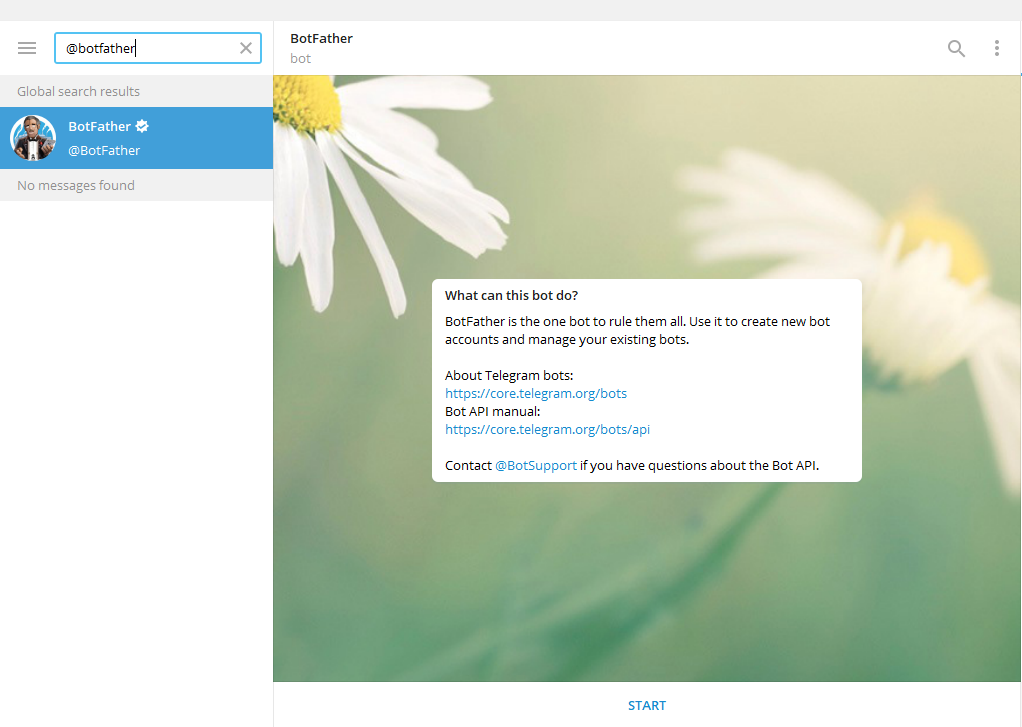 @botfather
Global search results
BotFather
@BotFather
No messages found
BotFather
bot
What can this bot do?
BotFather is the one bot to rule them all. Use it to create new bot
accounts and manage your existing bots.
About Telegram bots:
https://core.telegram.org/bots
Bot API manual:
https://core.telegram.org/bots/api
Contact @BotSupport if you have questions about the Bot API.
START